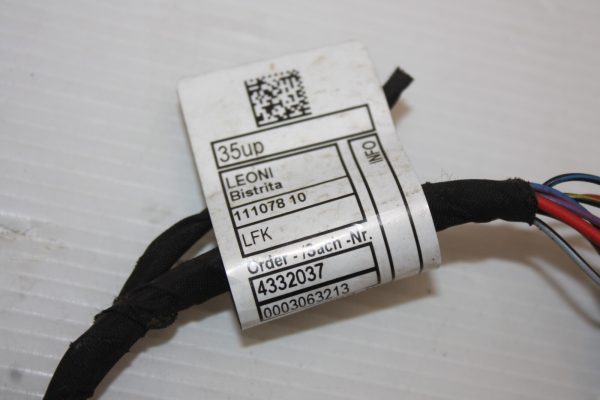 35up
LEONI
Bistrita
111078 10
LFK
INFO
Order - /Sach -Nr.
4332037
0003063213